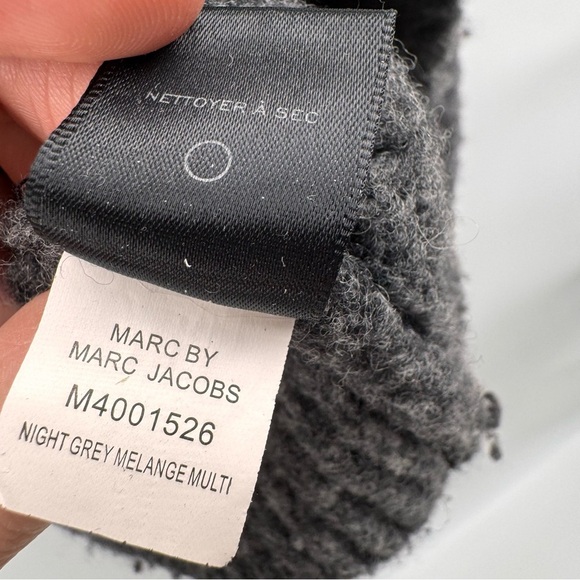 NETTOYER À SEC
MARC BY
MARC JACOBS
M4001526
NIGHT GREY MELANGE MULTI